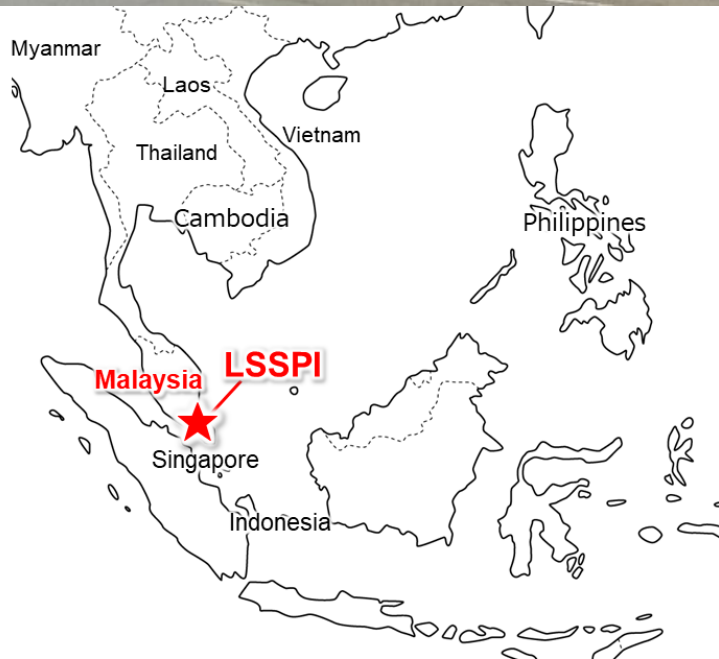 Myanmar
Laos
Vietnam
Thailand
Cambodia
Philippines
LSSPI
Malaysia
Singapore
Indonesia